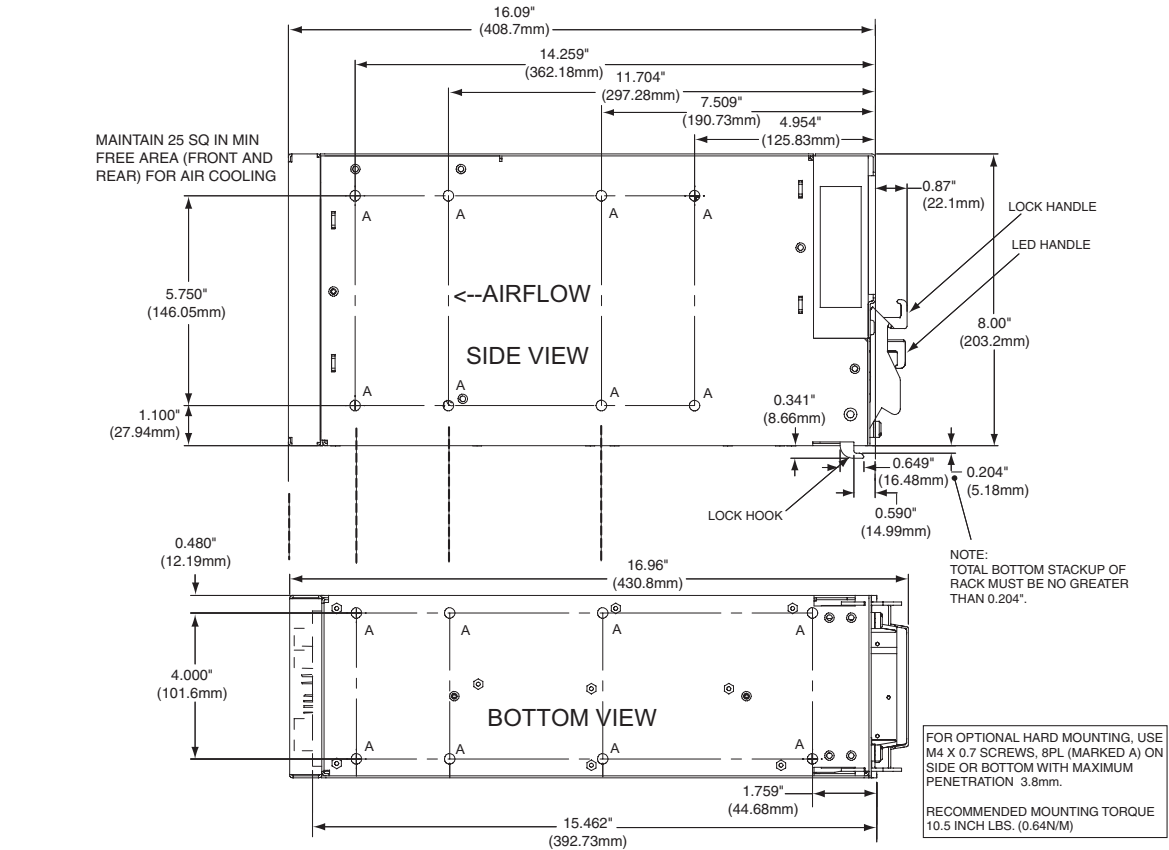 16.09"
(408.7mm)
14.259"
(362.18mm)
11.704"
(297.28mm)
7.509"
(190.73mm)
4.954"
(125.83mm)
MAINTAIN 25 SQ IN MIN
FREE AREA (FRONT AND
REAR) FOR AIR COOLING
0.87"
(22.1mm)
LOCK HANDLE
LED HANDLE
A
A
A
A
5.750"
(146.05mm)
<--AIRFLOW
SIDE VIEW
8.00"
(203.2mm)
A
A
A
A
1.100"
(27.94mm)
0.341"
(8.66mm)
0.649"
(16.48mm)
0.204"
(5.18mm)
0.590"
(14.99mm)
LOCK HOOK
NOTE:
TOTAL BOTTOM STACKUP OF
RACK MUST BE NO GREATER
THAN 0.204".
0.480"
(12.19mm)
16.96"
(430.8mm)
A
A
A
A
4.000"
(101.6mm)
BOTTOM VIEW
A
A
A
A
FOR OPTIONAL HARD MOUNTING, USE
M4 X 0.7 SCREWS, 8PL (MARKED A) ON
SIDE OR BOTTOM WITH MAXIMUM
PENETRATION 3.8mm.
RECOMMENDED MOUNTING TORQUE
10.5 INCH LBS. (0.64N/M)
1.759"
(44.68mm)
15.462"
(392.73mm)